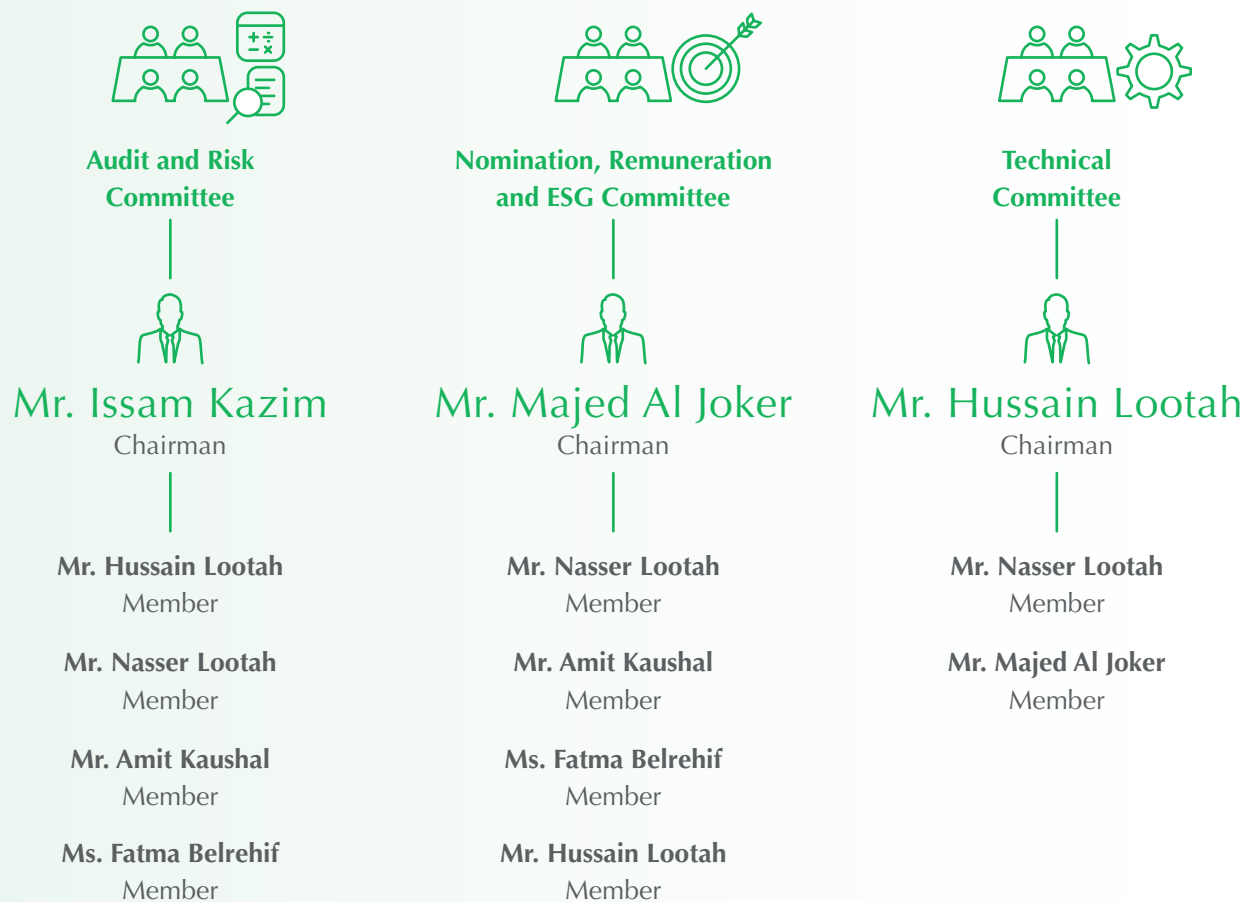 Audit and Risk
Committee
Mr. Issam Kazim
Chairman
Mr. Hussain Lootah
Member
Mr. Nasser Lootah
Member
Mr. Amit Kaushal
Member
Ms. Fatma Belrehif
Member
Nomination, Remuneration
and ESG Committee
Mr. Majed Al Joker
Chairman
Mr. Nasser Lootah
Member
Mr. Amit Kaushal
Member
Ms. Fatma Belrehif
Member
Mr. Hussain Lootah
Member
Technical
Committee
Mr. Hussain Lootah
Chairman
Mr. Nasser Lootah
Member
Mr. Majed Al Joker
Member